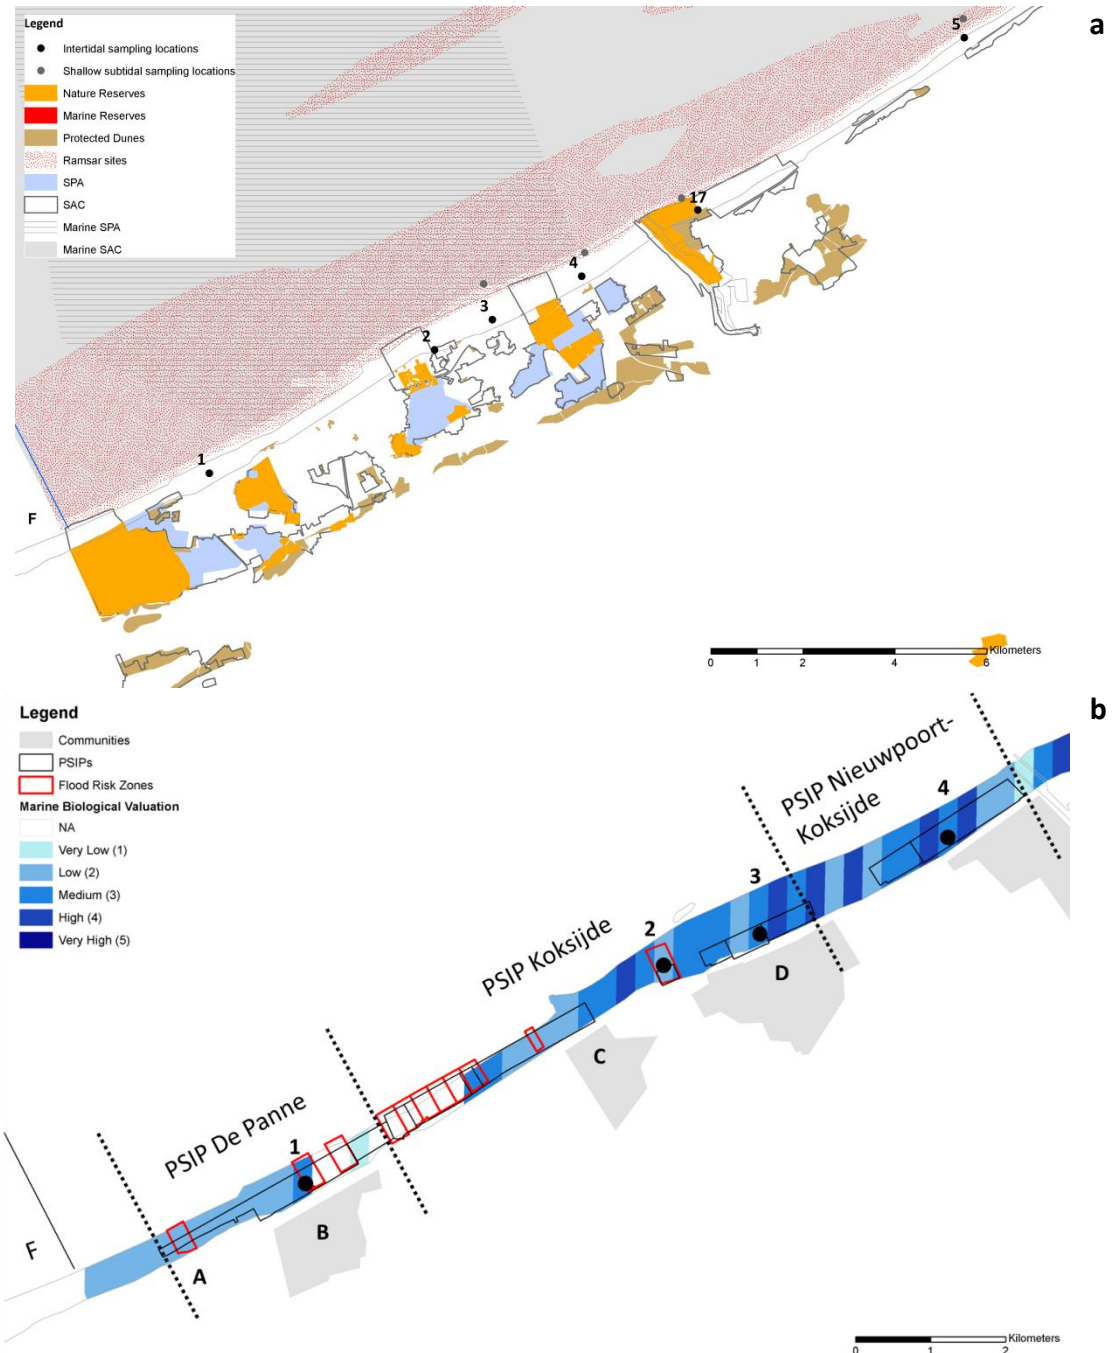 a
Legend
Intertidal sampling locations
Shallow subtidal sampling locations
Nature Reserves
Marine Reserves
Protected Dunes
Ramsar sites
SPA
SAC
Marine SPA
Marine SAC
5
17
4
3
2
1
F
Kilometers
0 1 2 4 6
b
Legend
Communities
PSIPs
Flood Risk Zones
Marine Biological Valuation
NA
Very Low (1)
Low (2)
Medium (3)
High (4)
Very High (5)
PSIP Nieuwpoort-
Koksijde
4
3
PSIP Koksijde
2
D
C
PSIP De Panne
1
B
F
A
Kilometers
0 1 2